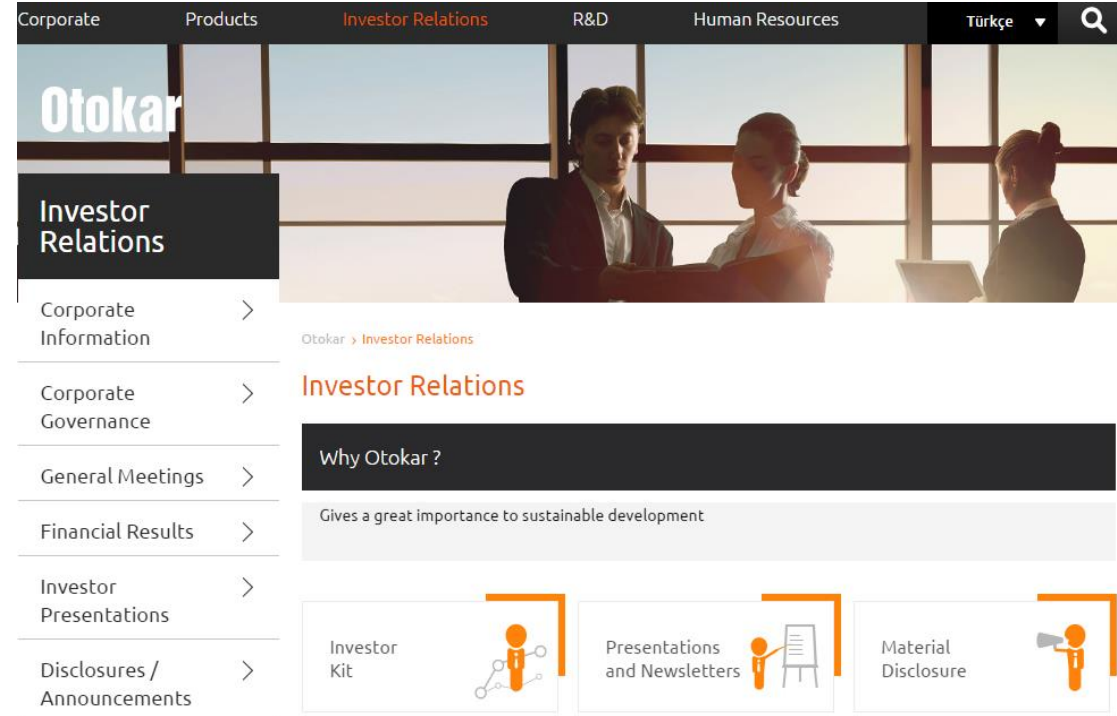 Corporate Products Investor Relations R&D Human Resources Türkçe
Otokar
Investor
Relations
Corporate
Information
Corporate
Governance
General Meetings
Financial Results
Investor
Presentations
Disclosures /
Announcements
Otokar › Investor Relations
Investor Relations
Why Otokar ?
Gives a great importance to sustainable development
Investor
Kit
Presentations
and Newsletters
Material
Disclosure